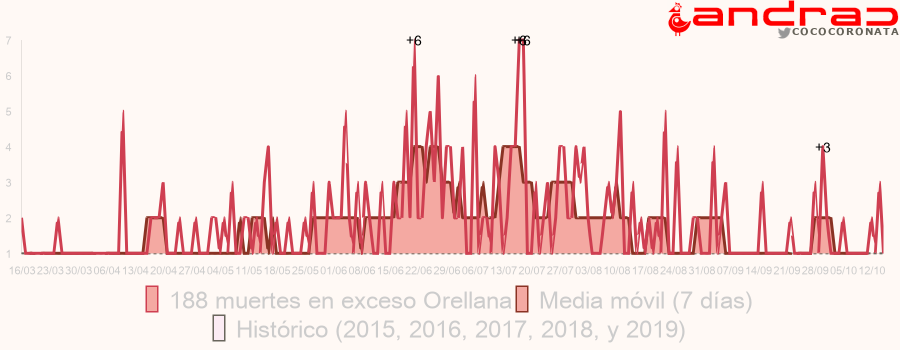 andrac
COCOCORONATA
+6
+6
+6
+3
7
6
5
4
3
2
1
16/03 23/03 30/03 06/04 13/04 20/04 27/04 04/05 11/05 18/05 25/05 01/06 08/06 15/06 22/06 29/06 06/07 13/07 20/07 27/07 03/08 10/08 17/08 24/08 31/08 07/09 14/09 21/09 28/09 05/10 12/10
188 muertes en exceso Orellana Media móvil (7 días)
Histórico (2015, 2016, 2017, 2018, y 2019)